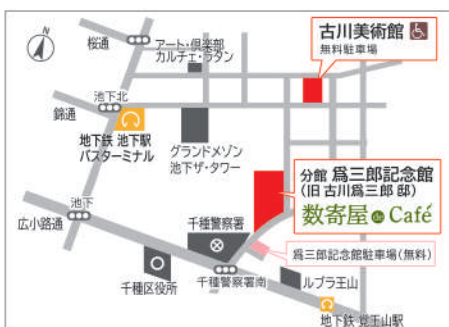 古川美術館
無料駐車場
N
桜通
アート・倶楽部
カルチェ・ラタン
池下北
錦通
地下鉄 池下駅
バスターミナル
グランドメゾン
池下ザ・タワー
分館 爲三郎記念館
(旧 古川爲三郎 邸)
数寄屋 de Café
池下
広小路通
千種警察署
爲三郎記念館駐車場(無料)
千種区役所
千種警察署南
ルブラ王山
地下鉄 覚王山駅